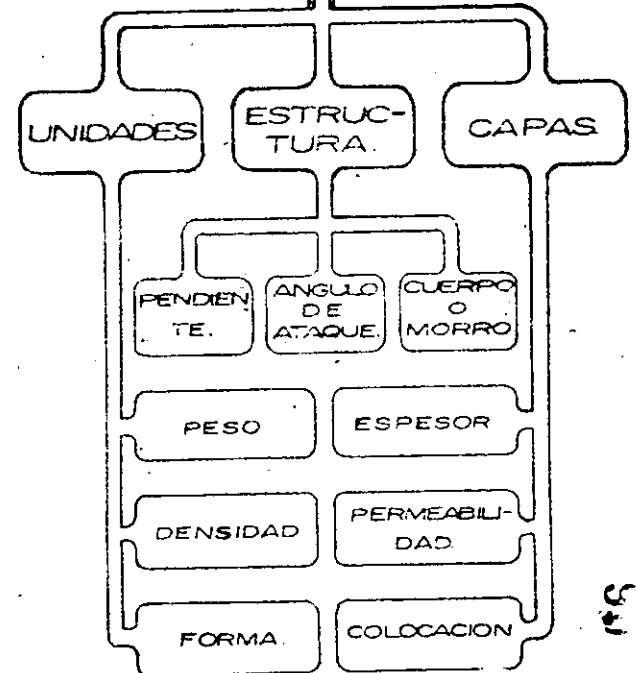 UNIDADES
ESTRUC-
TURA.
CAPAS
PENDIEN
TE.
ANGULO
DE
ATAQUE.
CUERPO
O
MORRO
PESO
ESPESOR
DENSIDAD
PERMEABILI-
DAD.
FORMA.
COLOCACION